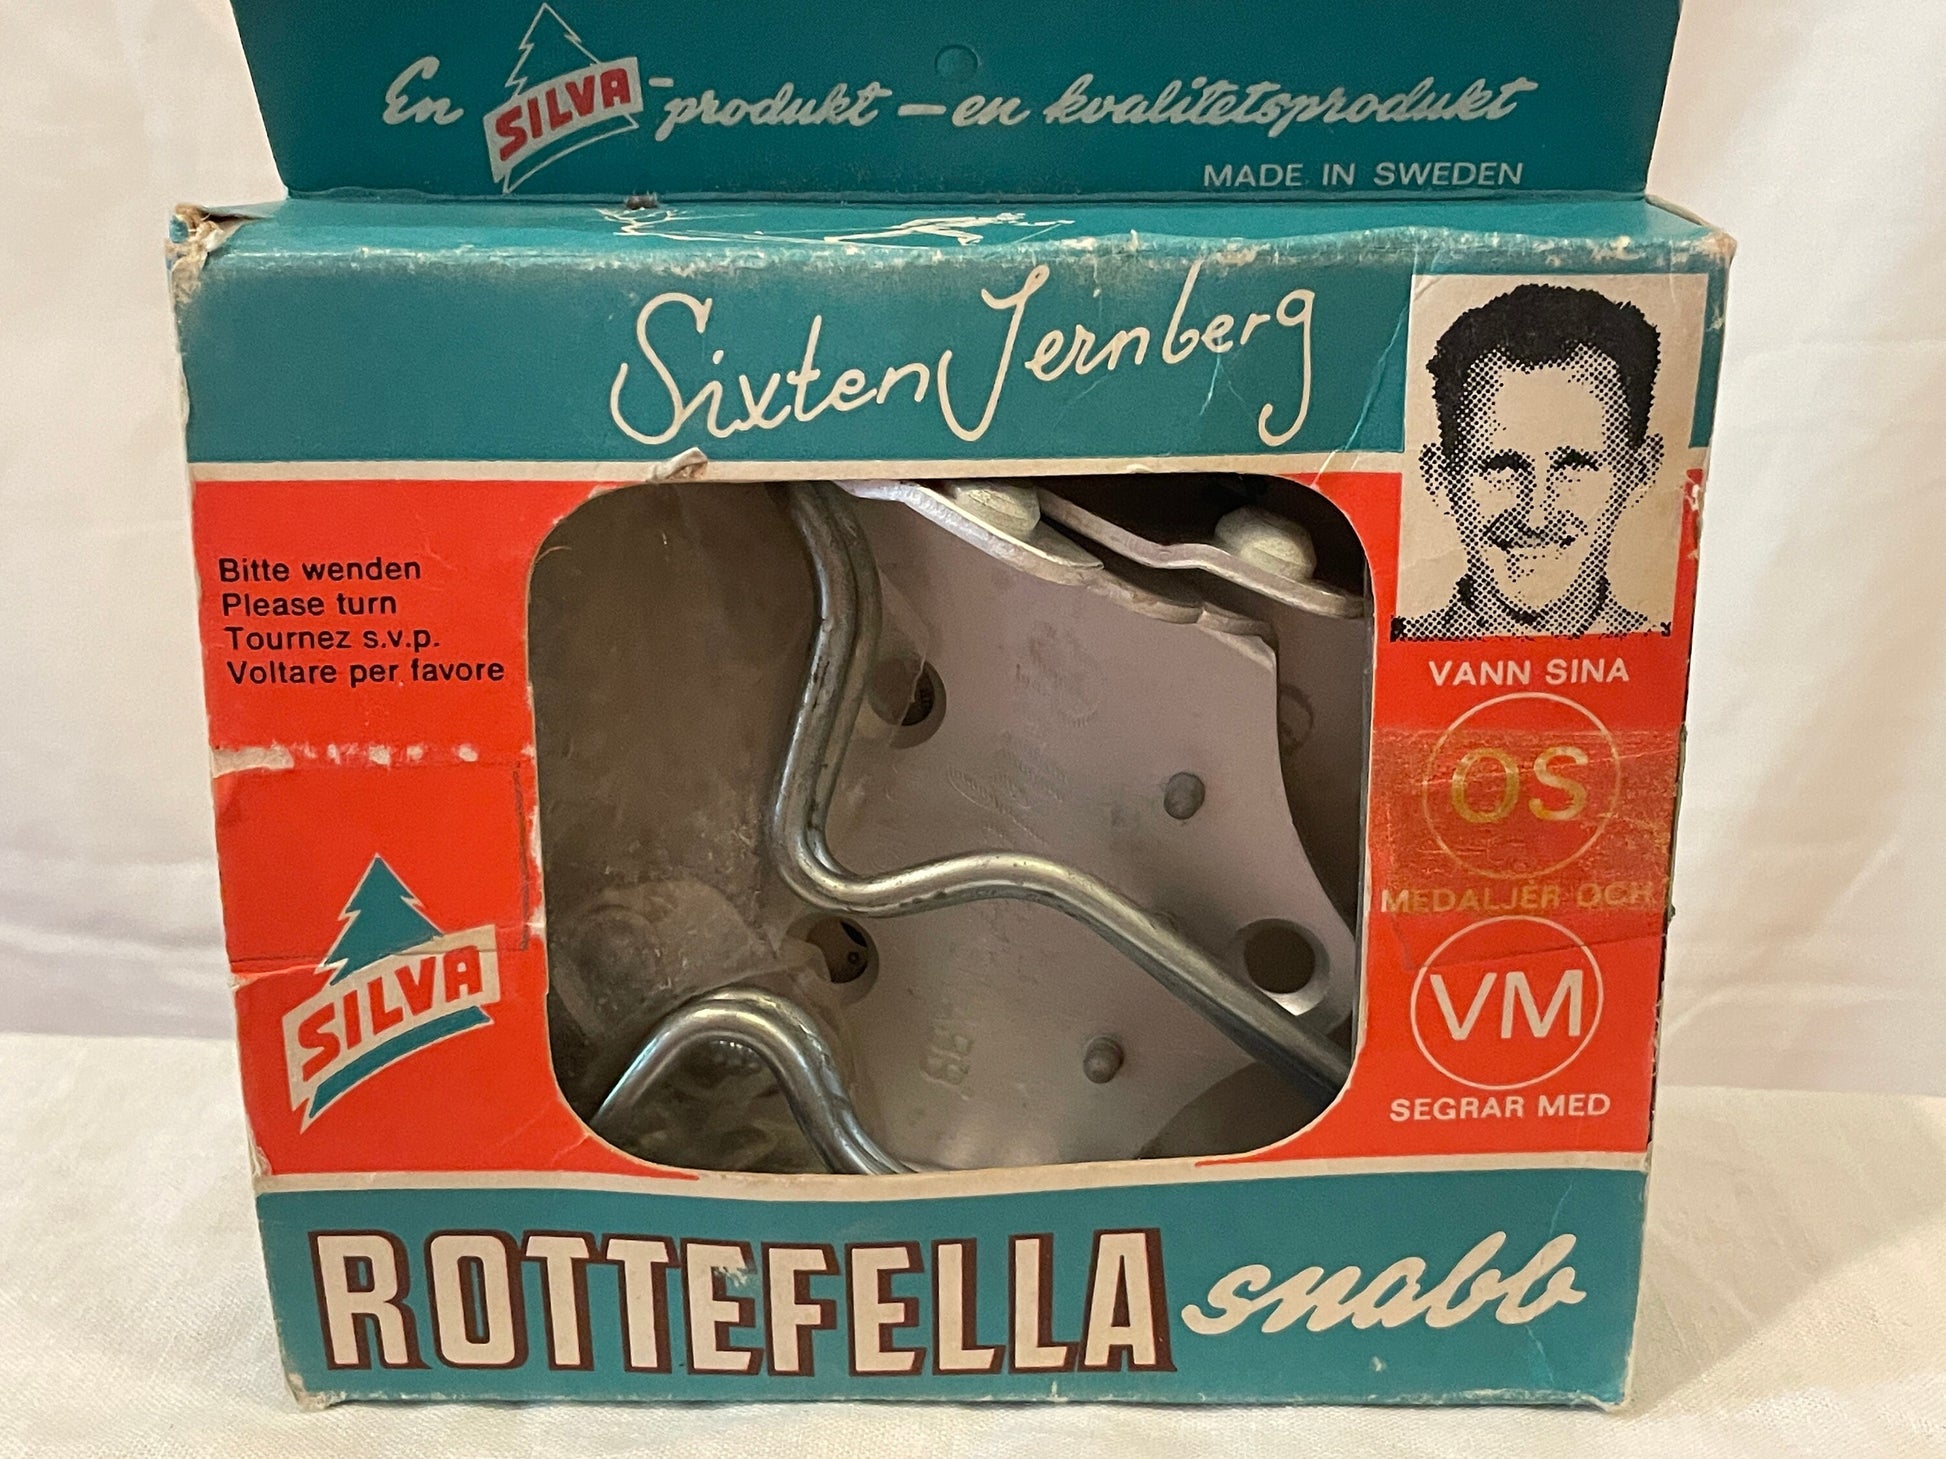 En SILVA-produkt - en kvalitetsprodukt
MADE IN SWEDEN
Sixten Jernberg
Bitte wenden
Please turn
Tournez s.v.p.
Voltare per favore
SILVA
VANN SINA
OS
MEDALJER OCH
VM
SEGRAR MED
ROTTEFELLA snabb